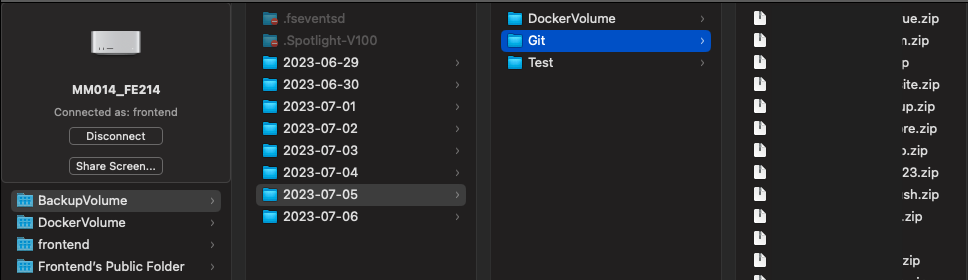 MM014_FE214
Connected as: frontend
Disconnect
Share Screen...
BackupVolume
DockerVolume
frontend
Frontend's Public Folder
.fseventsd
.Spotlight-V100
2023-06-29
2023-06-30
2023-07-01
2023-07-02
2023-07-03
2023-07-04
2023-07-05
2023-07-06
DockerVolume
Git
Test
ue.zip
.zip
ite.zip
up.zip
re.zip
.zip
23.zip
sh.zip
.zip
.zip